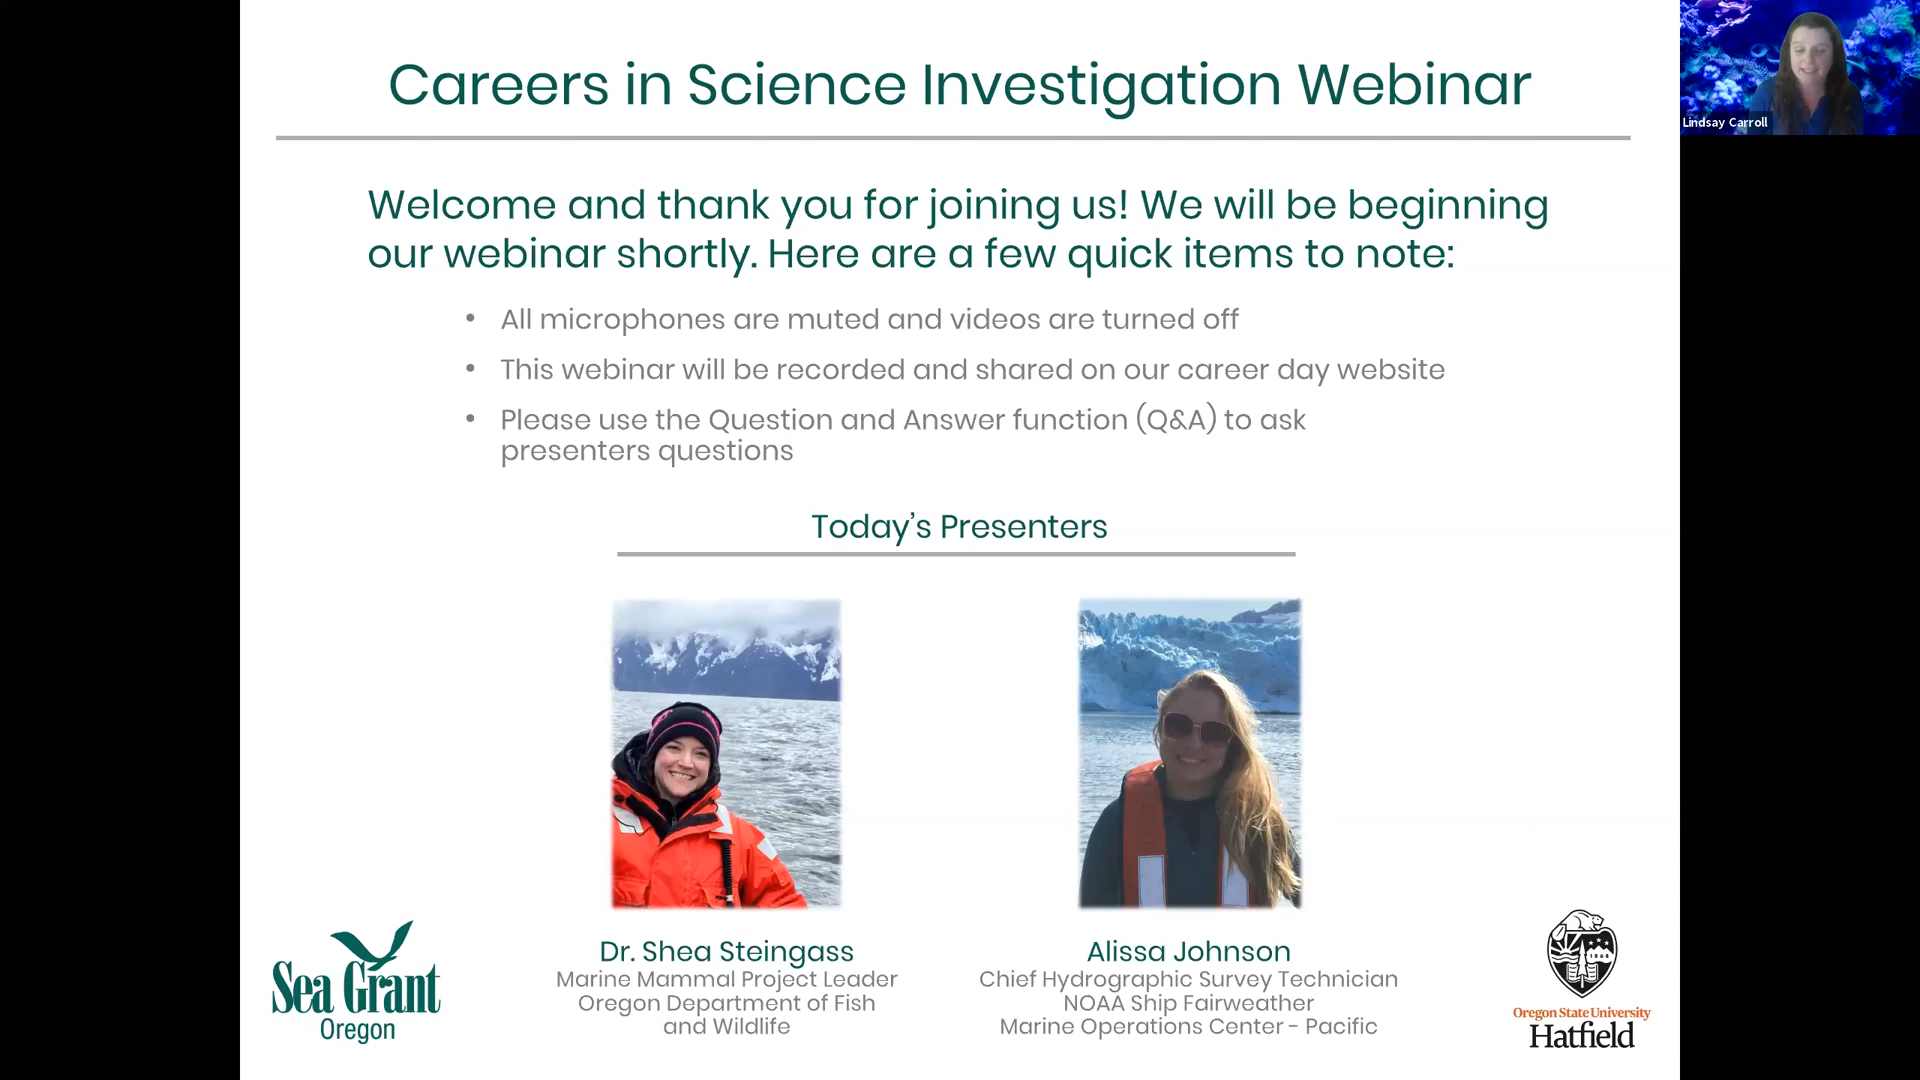 Careers in Science Investigation Webinar
Lindsay Carroll
Welcome and thank you for joining us! We will be beginning
our webinar shortly. Here are a few quick items to note:
• All microphones are muted and videos are turned off
• This webinar will be recorded and shared on our career day website
• Please use the Question and Answer function (Q&A) to ask
presenters questions
Today's Presenters
Dr. Shea Steingass
Marine Mammal Project Leader
Oregon Department of Fish
and Wildlife
Alissa Johnson
Chief Hydrographic Survey Technician
NOAA Ship Fairweather
Marine Operations Center - Pacific
Sea Grant
Oregon
1868
Oregon State University
Hatfield